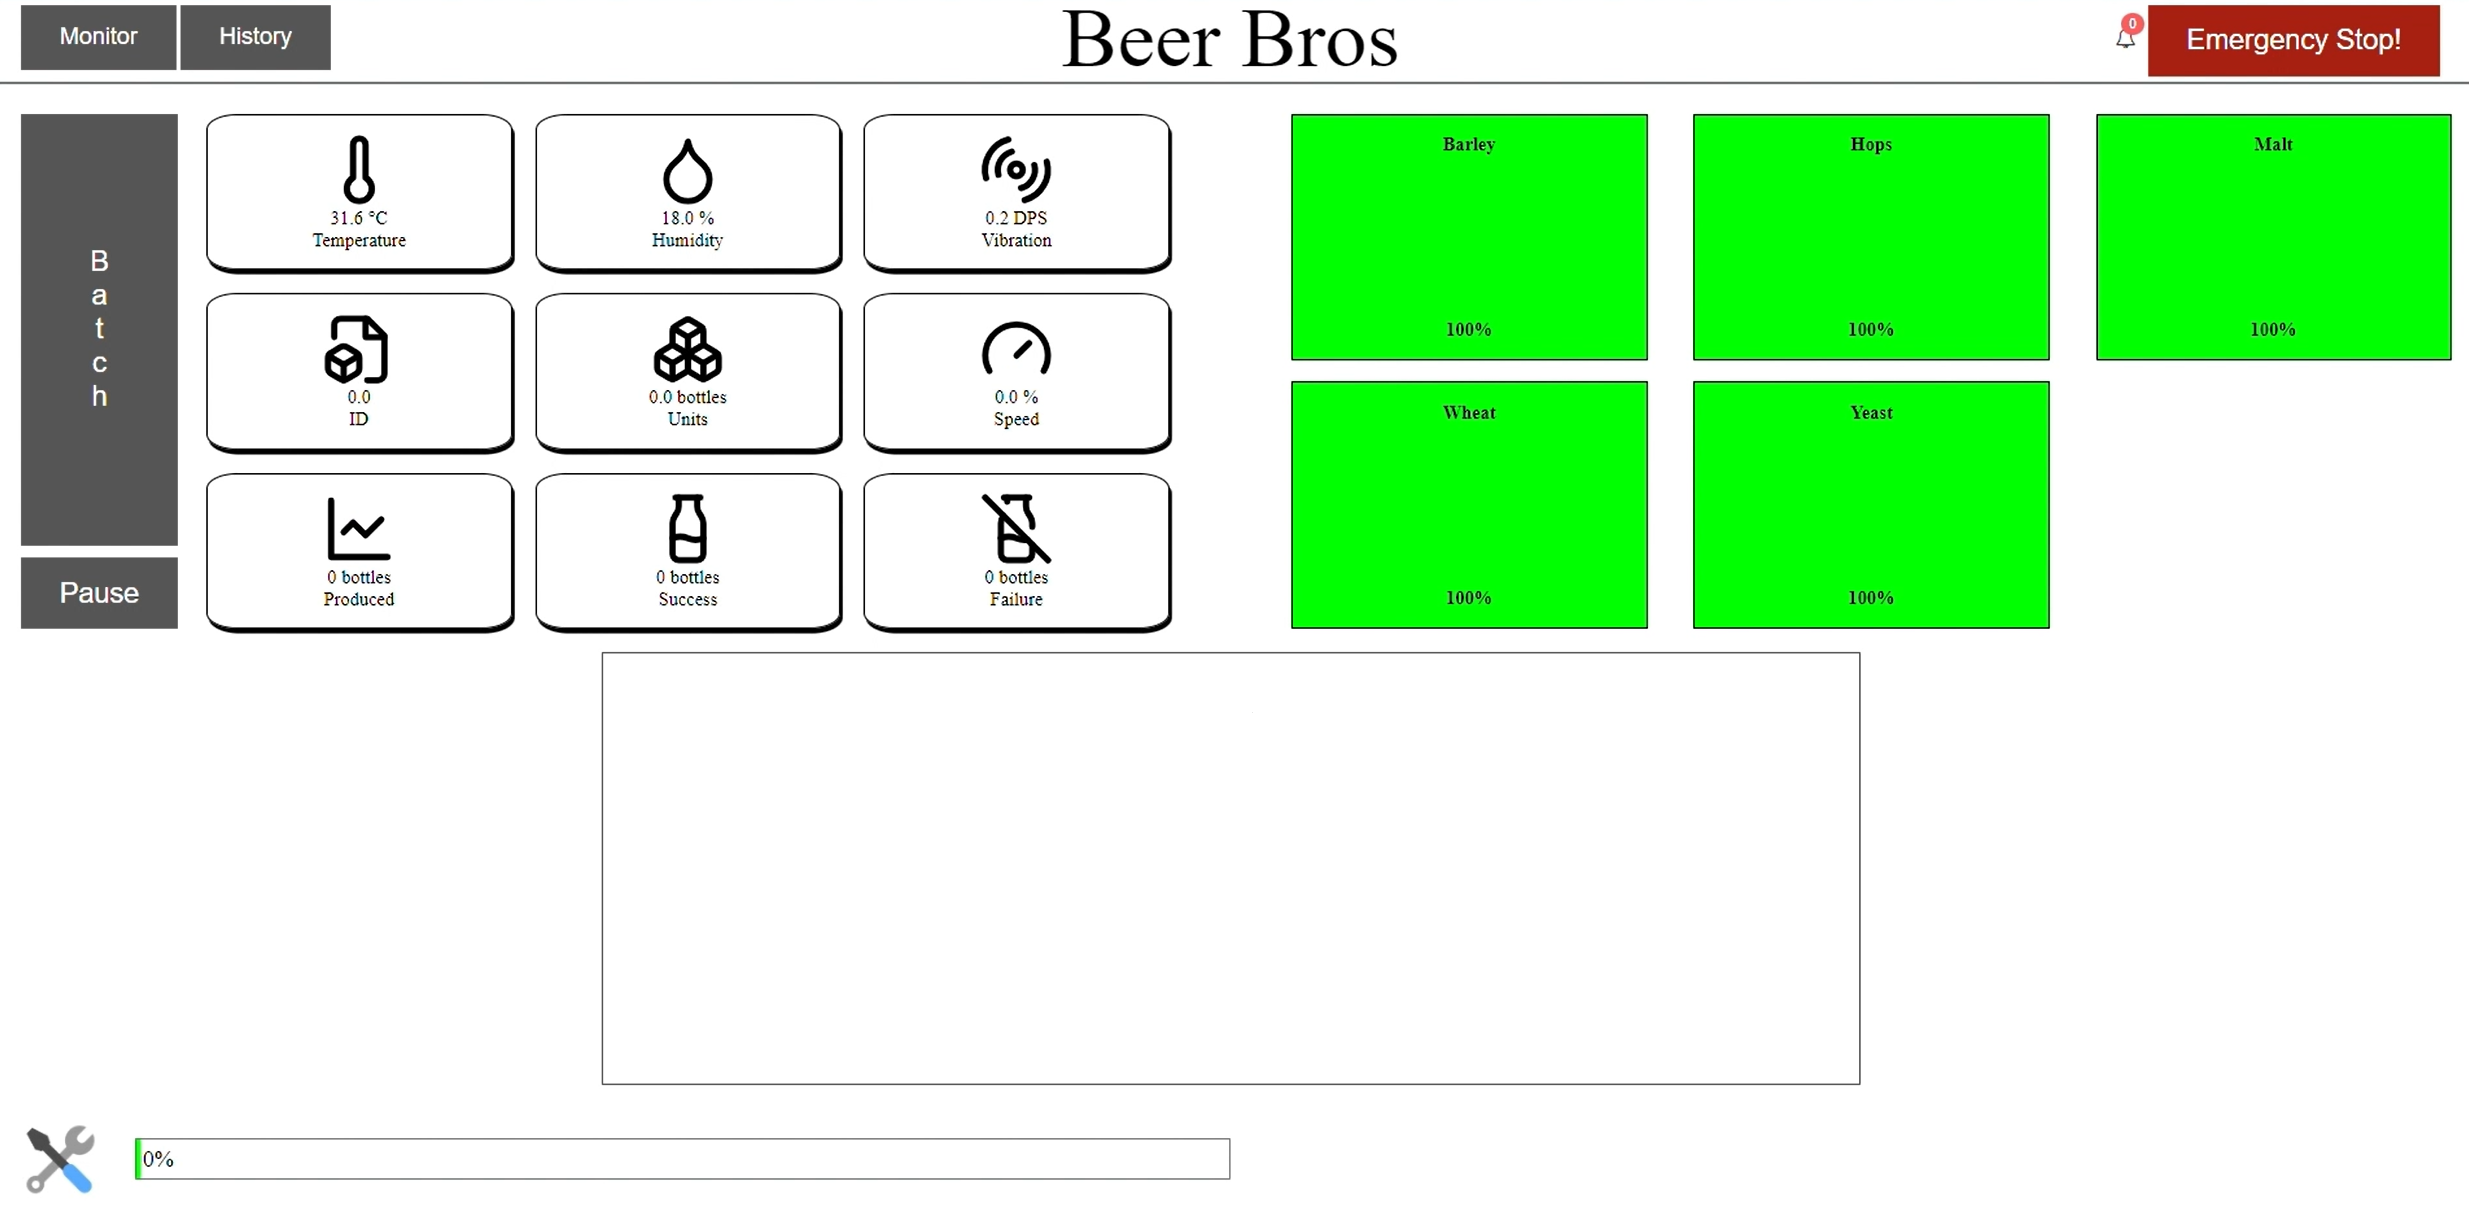 Monitor
History
Beer Bros
0
Emergency Stop!
Batch
Pause
31.6 °C
Temperature
18.0 %
Humidity
0.2 DPS
Vibration
0.0
ID
0.0 bottles
Units
0.0 %
Speed
0 bottles
Produced
0 bottles
Success
0 bottles
Failure
Barley
100%
Hops
100%
Malt
100%
Wheat
100%
Yeast
100%
0%